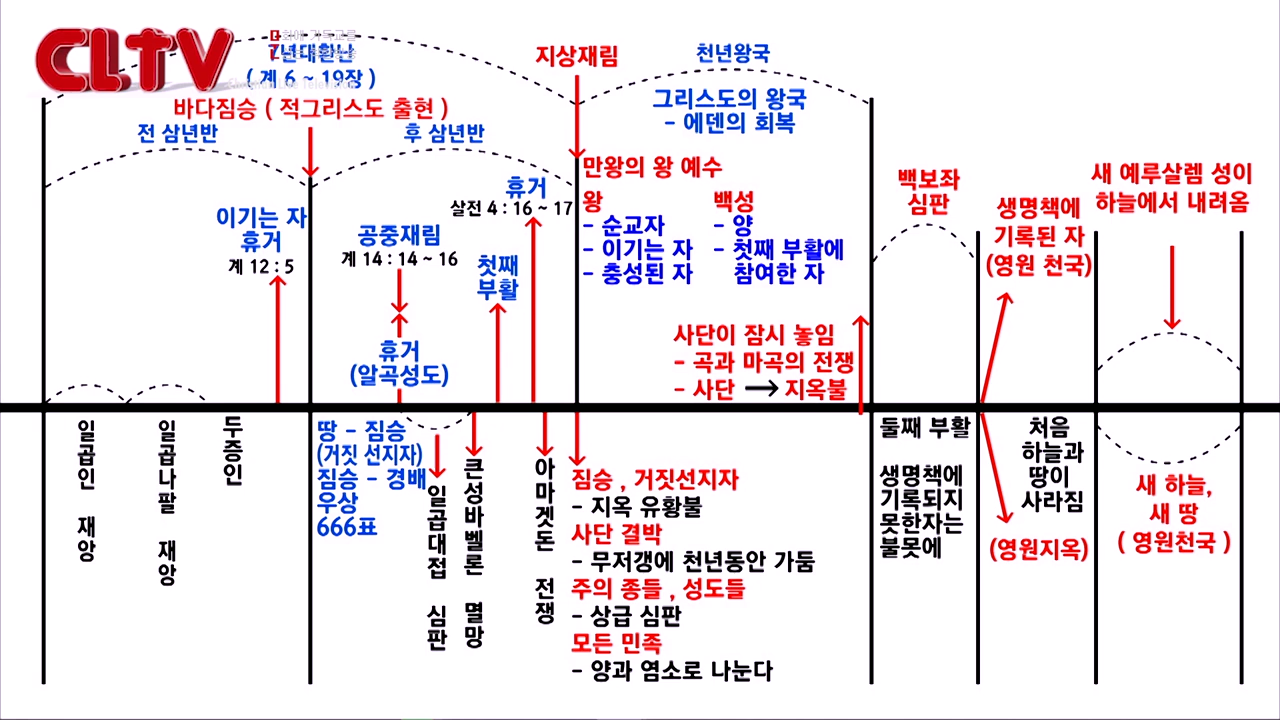 CLTV
7년대환난
( 계 6 ~ 19장 )
바다짐승 ( 적그리스도 출현 )
전 삼년반
후 삼년반
지상재림
천년왕국
그리스도의 왕국
- 에덴의 회복
이기는 자
휴거
계 12 : 5
공중재림
계 14 : 14 ~ 16
휴거
(알곡성도)
첫째
부활
휴거
살전 4 : 16 ~ 17
만왕의 왕 예수
왕
- 순교자
- 이기는 자
- 충성된 자
백성
- 양
- 첫째 부활에
참여한 자
사단이 잠시 놓임
- 곡과 마곡의 전쟁
- 사단 → 지옥불
백보좌
심판
생명책에
기록된 자
(영원 천국)
새 예루살렘 성이
하늘에서 내려옴
일곱인 재앙
일곱나팔 재앙
두증인
땅 - 짐승
(거짓 선지자)
짐승 - 경배
우상
666표
일곱대접 심판
큰성바벨론 멸망
아마겟돈 전쟁
짐승 , 거짓선지자
- 지옥 유황불
사단 결박
- 무저갱에 천년동안 가둠
주의 종들 , 성도들
- 상급 심판
모든 민족
- 양과 염소로 나눈다
둘째 부활
생명책에
기록되지
못한자는
불못에
처음
하늘과
땅이
사라짐
(영원지옥)
새 하늘,
새 땅
( 영원천국 )